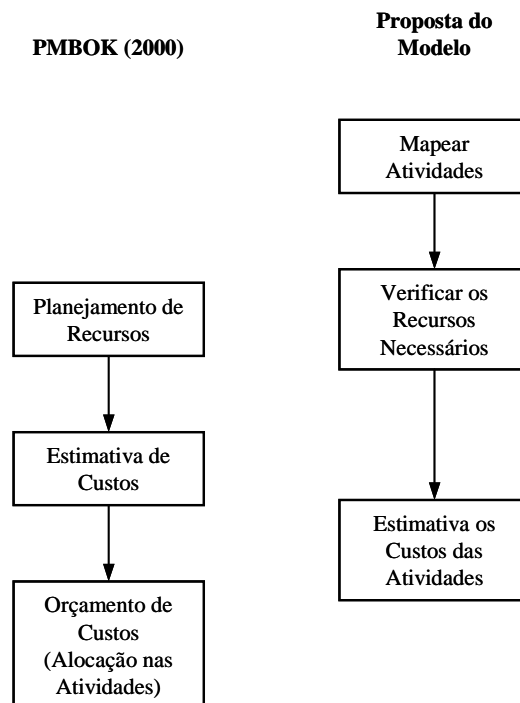 PMBOK (2000)
Planejamento de
Recursos
Estimativa de
Custos
Orçamento de
Custos
(Alocação nas
Atividades)
Proposta do
Modelo
Mapear
Atividades
Verificar os
Recursos
Necessários
Estimativa os
Custos das
Atividades